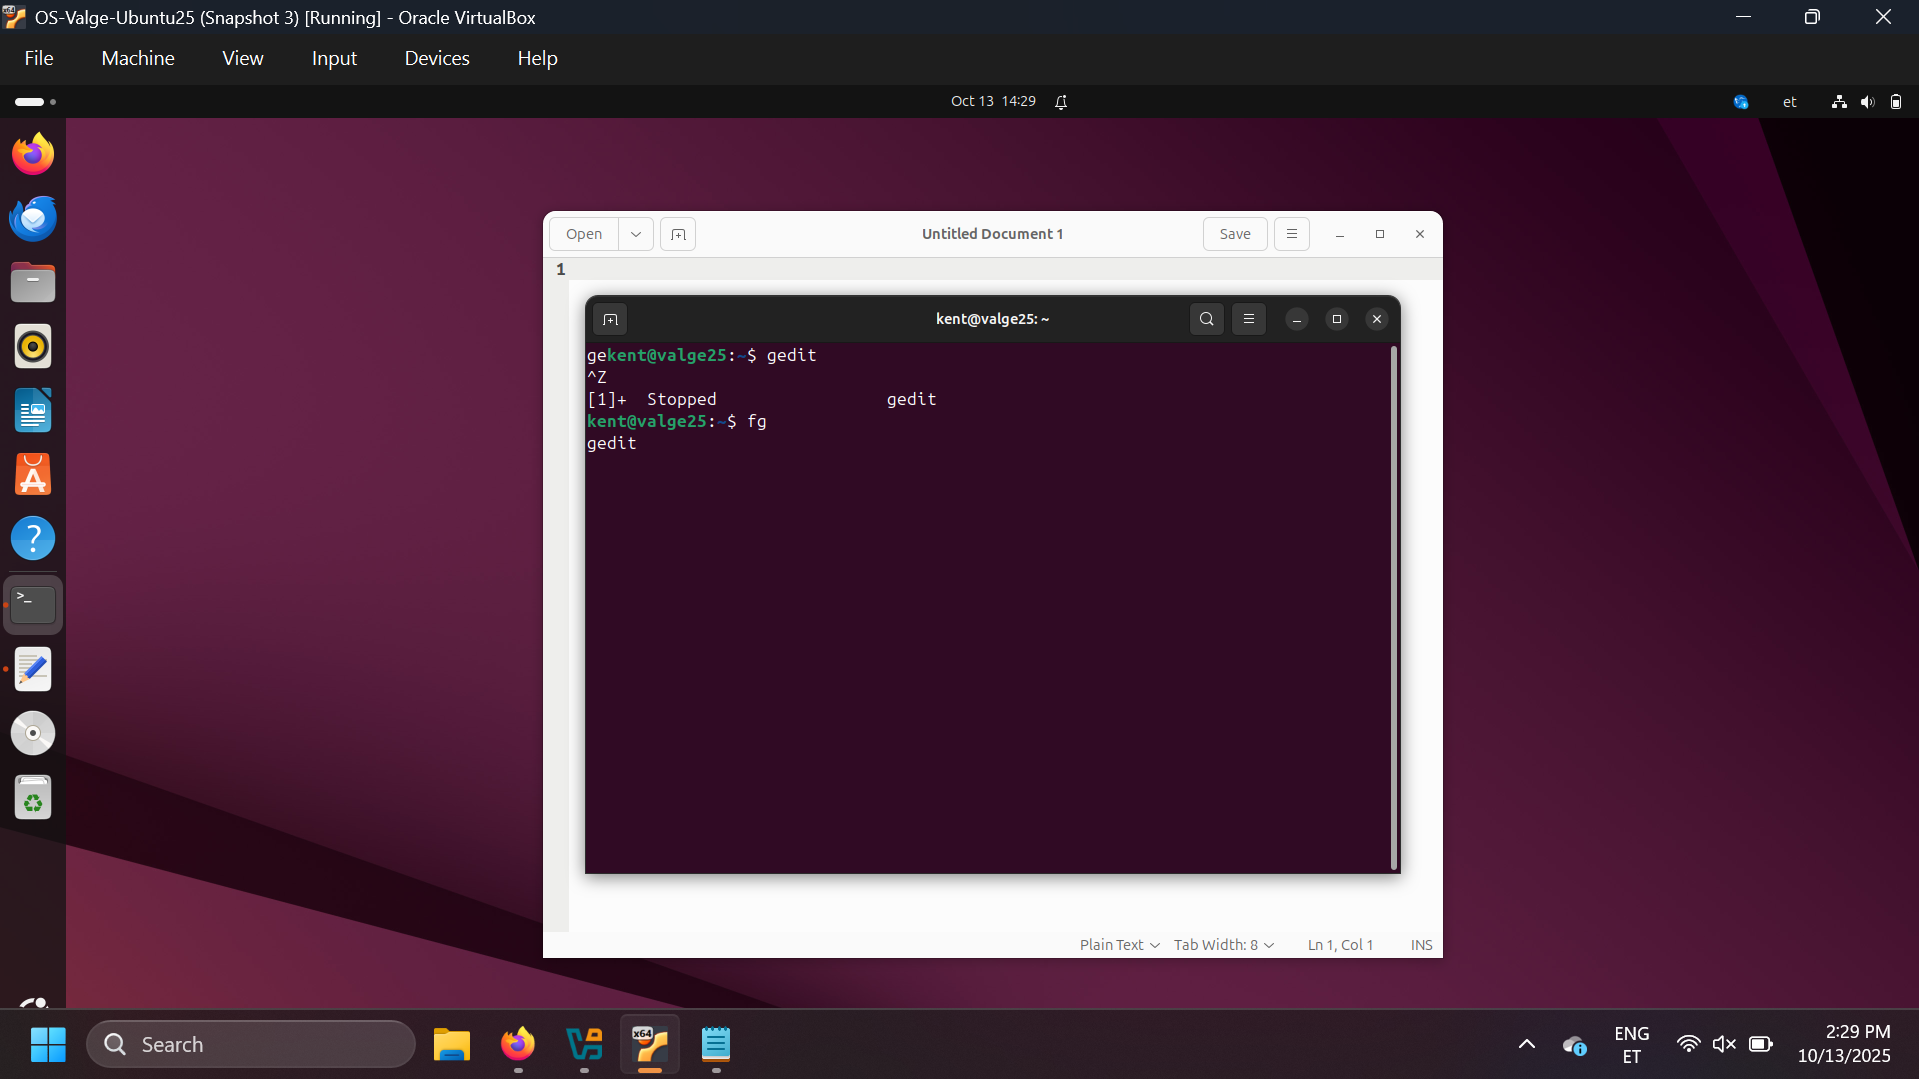 OS-Valge-Ubuntu25 (Snapshot 3) [Running] - Oracle VirtualBox
File Machine View Input Devices Help
Oct 13 14:29
et
Open
Untitled Document 1
Save
1
kent@valge25: ~
gekent@valge25:~$ gedit
^Z
[1]+ Stopped gedit
kent@valge25:~$ fg
gedit
Plain Text Tab Width: 8 Ln 1, Col 1 INS
Search
x64
ENG
ET
2:29 PM
10/13/2025